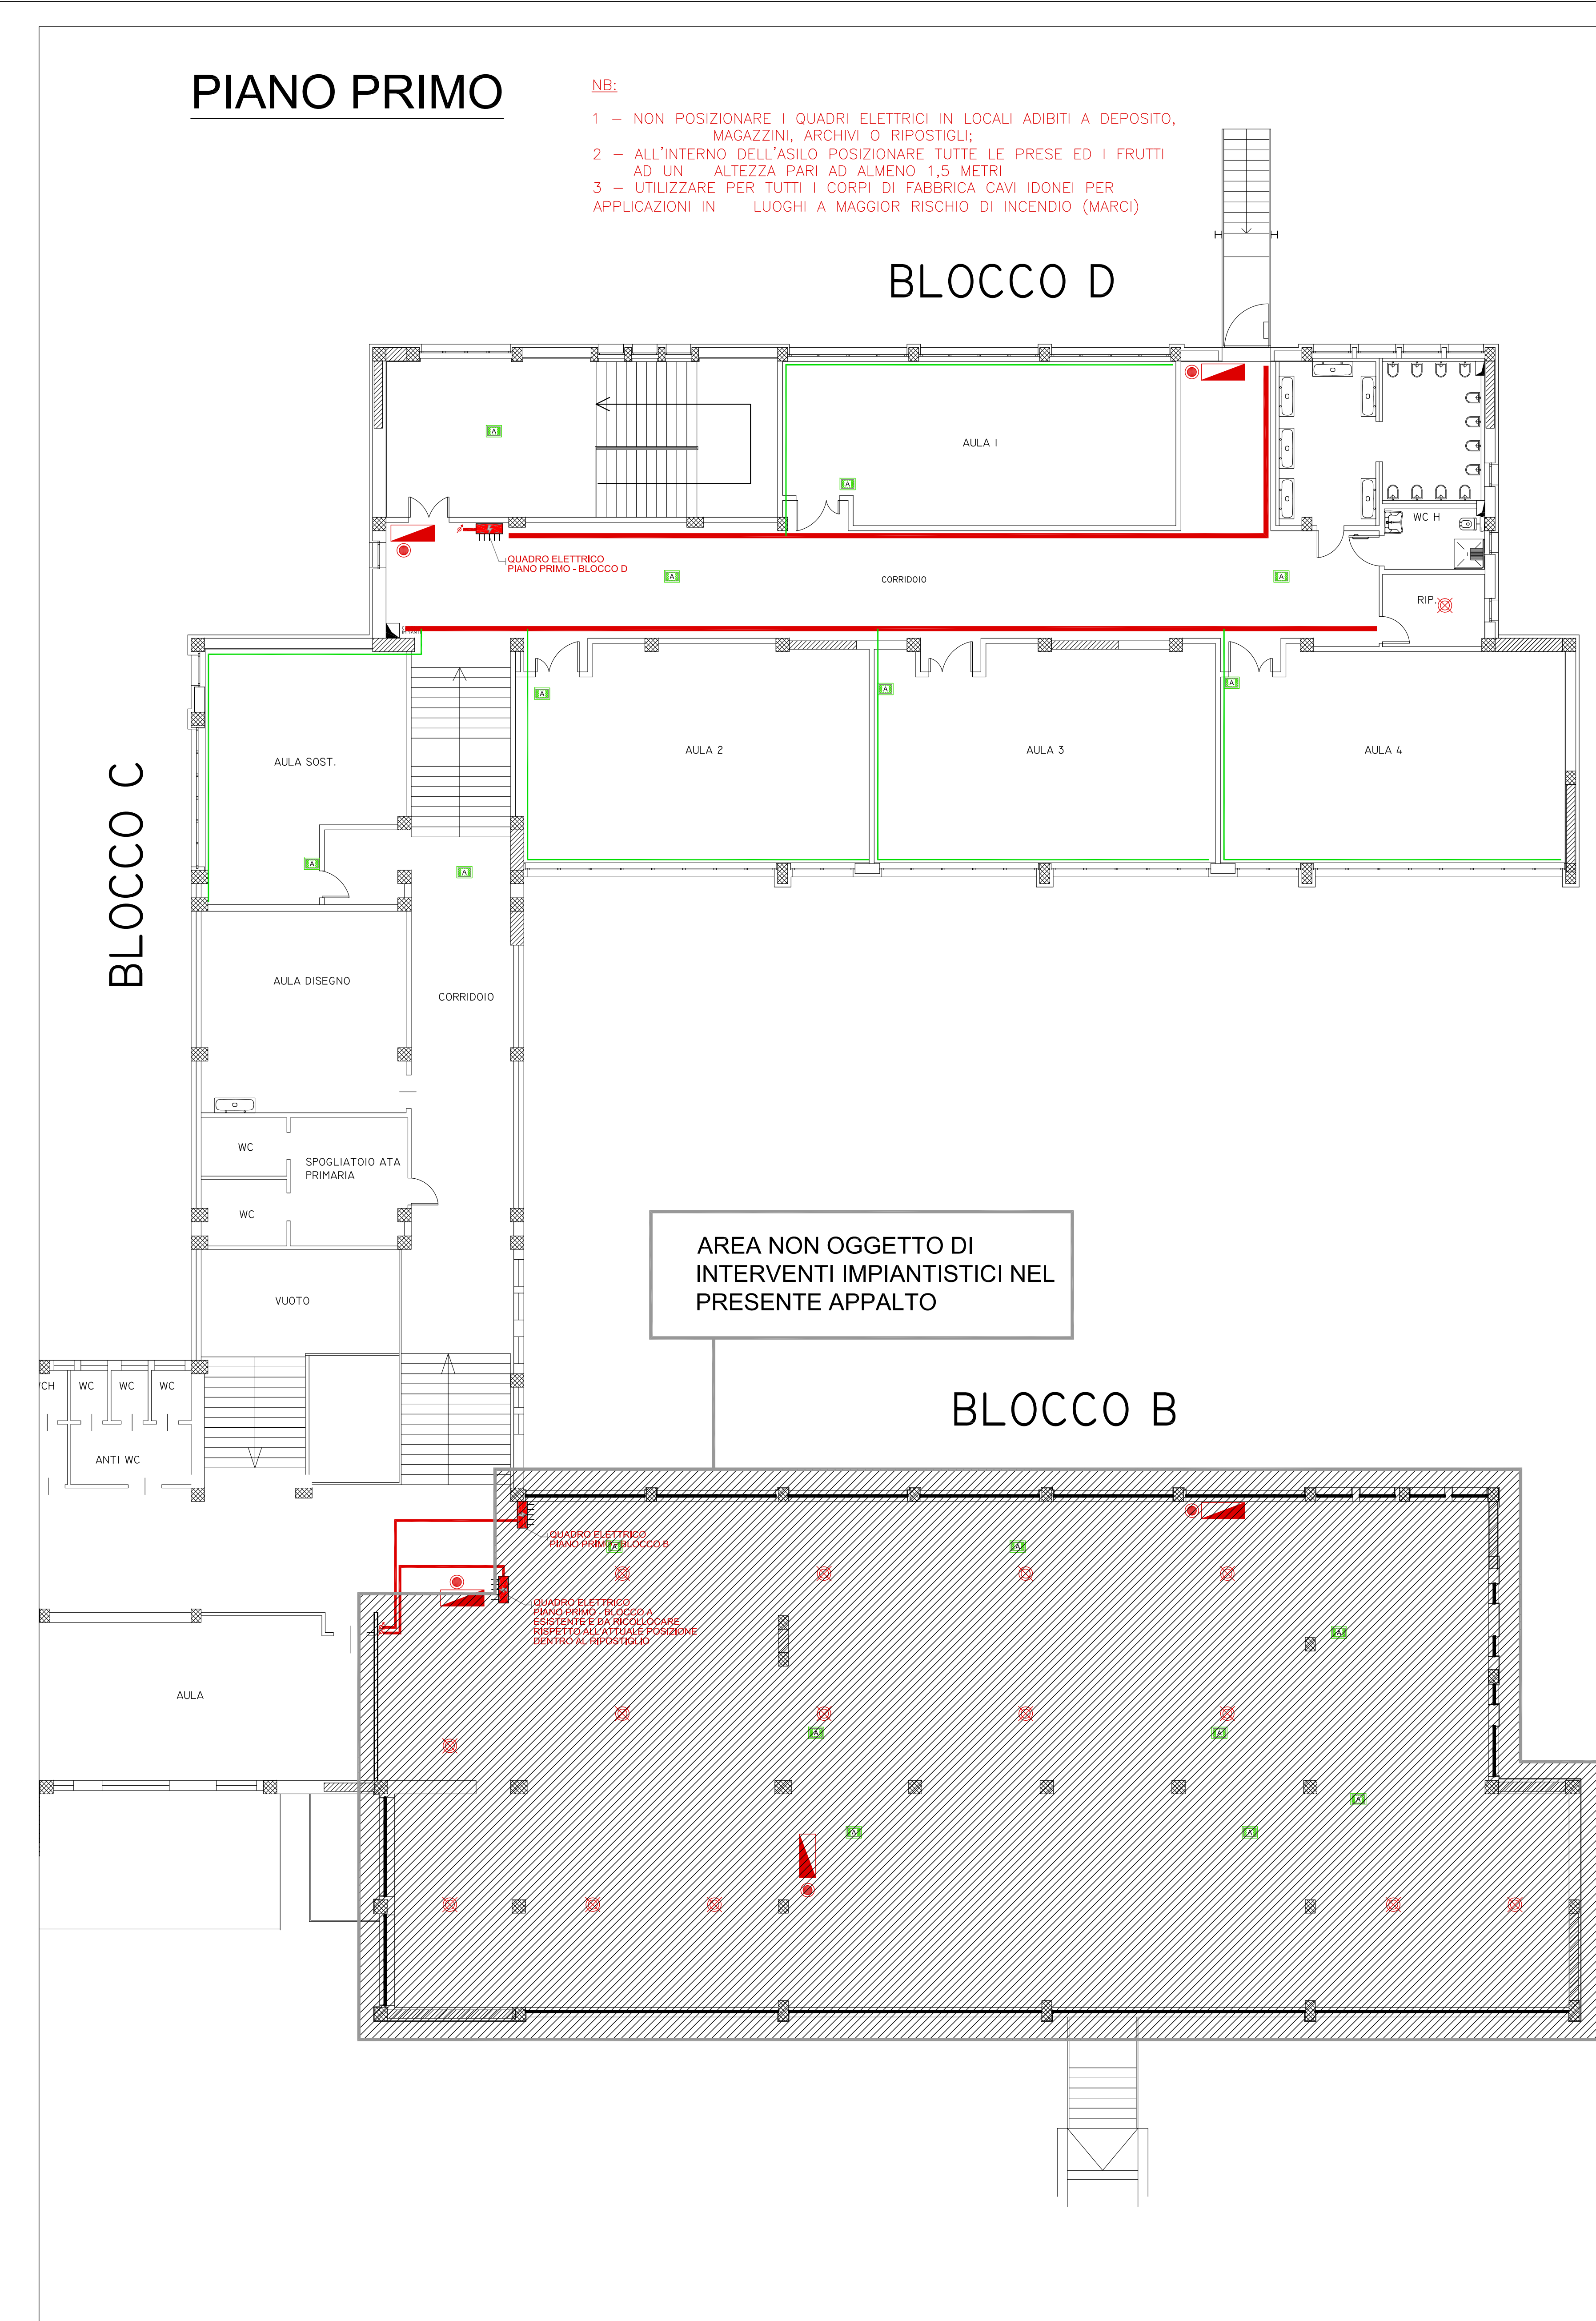 PIANO PRIMO
NB:
1 – NON POSIZIONARE I QUADRI ELETTRICI IN LOCALI ADIBITI A DEPOSITO,
MAGAZZINI, ARCHIVI O RIPOSTIGLI;
2 – ALL'INTERNO DELL'ASILO POSIZIONARE TUTTE LE PRESE ED I FRUTTI
AD UN ALTEZZA PARI AD ALMENO 1,5 METRI
3 – UTILIZZARE PER TUTTI I CORPI DI FABBRICA CAVI IDONEI PER
APPLICAZIONI IN LUOGHI A MAGGIOR RISCHIO DI INCENDIO (MARCI)
BLOCCO D
A
AULA 1
A
WC H
QUADRO ELETTRICO
PIANO PRIMO - BLOCCO D
A
CORRIDOIO
A
RIP.
A
A
A
AULA SOST.
AULA 2
AULA 3
AULA 4
BLOCCO C
A
A
AULA DISEGNO
CORRIDOIO
WC
SPOGLIATOIO ATA
PRIMARIA
WC
AREA NON OGGETTO DI
INTERVENTI IMPIANTISTICI NEL
PRESENTE APPALTO
VUOTO
CH
WC
WC
WC
BLOCCO B
ANTI WC
QUADRO ELETTRICO
PIANO PRIMO - BLOCCO B
A
A
QUADRO ELETTRICO
PIANO PRIMO - BLOCCO A
ESISTENTE E DA RICOLLOCARE
RISPETTO ALL'ATTUALE POSIZIONE
DENTRO AL RIPOSTIGLIO
A
AULA
A
A
A
A
A